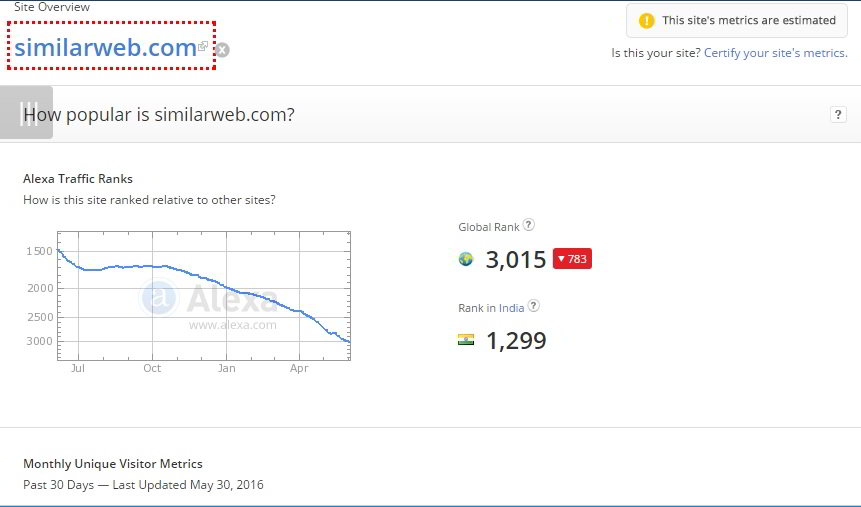 Site Overview
similarweb.com
This site's metrics are estimated
Is this your site? Certify your site's metrics.
How popular is similarweb.com?
?
Alexa Traffic Ranks
How is this site ranked relative to other sites?
Global Rank ?
3,015 ▼783
Rank in India ?
1,299
1500
2000
2500
3000
a Alexa
www.alexa.com
Jul Oct Jan Apr
Monthly Unique Visitor Metrics
Past 30 Days — Last Updated May 30, 2016